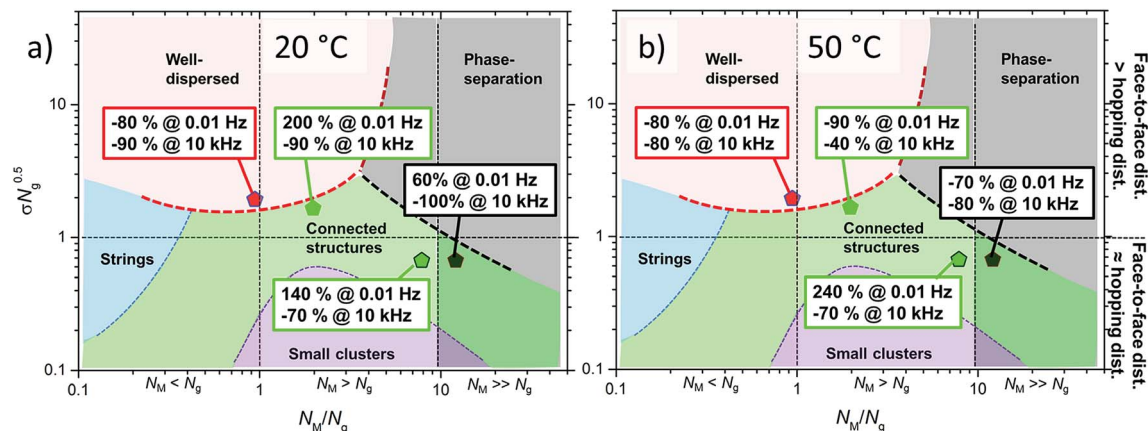 a)
20 °C
σN_g^0.5
10
1
0.1
Well-
dispersed
Phase-
separation
-80 % @ 0.01 Hz
-90 % @ 10 kHz
200 % @ 0.01 Hz
-90 % @ 10 kHz
60% @ 0.01 Hz
-100% @ 10 kHz
Strings
Connected
structures
140 % @ 0.01 Hz
-70 % @ 10 kHz
Small clusters
N_M < N_g
N_M > N_g
N_M >> N_g
0.1
1
10
N_M/N_g
b)
50 °C
10
1
0.1
Well-
dispersed
Phase-
separation
-80 % @ 0.01 Hz
-80 % @ 10 kHz
-90 % @ 0.01 Hz
-40 % @ 10 kHz
-70 % @ 0.01 Hz
-80 % @ 10 kHz
Strings
Connected
structures
240 % @ 0.01 Hz
-70 % @ 10 kHz
Small clusters
N_M < N_g
N_M > N_g
N_M >> N_g
0.1
1
10
N_M/N_g
Face-to-face dist.
> hopping dist.
Face-to-face dist.
≈ hopping dist.